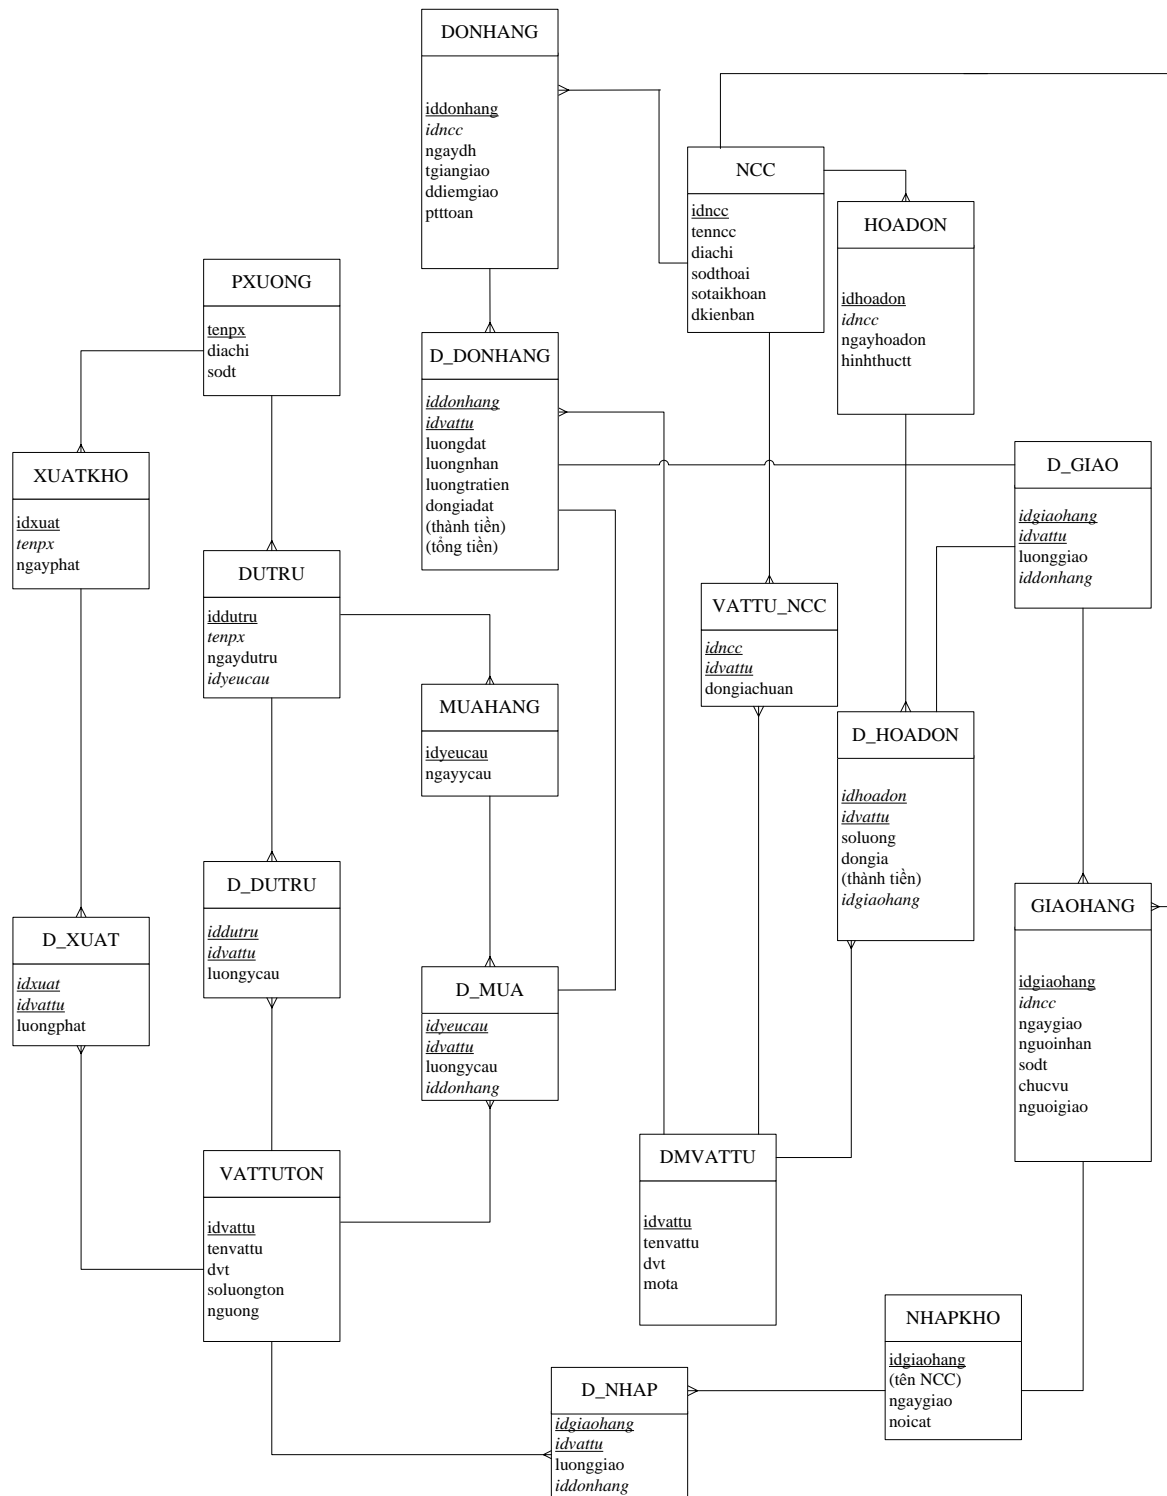 DONHANG
iddonhang
idncc
ngaydh
tgiangiao
ddiemgiao
ptttoan
NCC
idncc
tenncc
diachi
sodthoai
sotaikhoan
dkienban
HOADON
idhoadon
idncc
ngayhoadon
hinhthuctt
PXUONG
tenpx
diachi
sodt
D_DONHANG
iddonhang
idvattu
luongdat
luongnhan
luongtratien
dongiadat
(thành tiền)
(tổng tiền)
XUATKHO
idxuat
tenpx
ngayphat
D_GIAO
idgiaohang
idvattu
luonggiao
iddonhang
DUTRU
iddutru
tenpx
ngaydutru
idyeucau
VATTU_NCC
idncc
idvattu
dongiachuan
MUAHANG
idyeucau
ngayycau
D_HOADON
idhoadon
idvattu
soluong
dongia
(thành tiền)
idgiaohang
D_DUTRU
iddutru
idvattu
luongycau
GIAOHANG
idgiaohang
idncc
ngaygiao
nguoinhan
sodt
chucvu
nguoigiao
D_XUAT
idxuat
idvattu
luongphat
D_MUA
idyeucau
idvattu
luongycau
iddonhang
VATTUTON
idvattu
tenvattu
dvt
soluongton
nguong
DMVATTU
idvattu
tenvattu
dvt
mota
NHAPKHO
idgiaohang
(tên NCC)
ngaygiao
noicat
D_NHAP
idgiaohang
idvattu
luonggiao
iddonhang